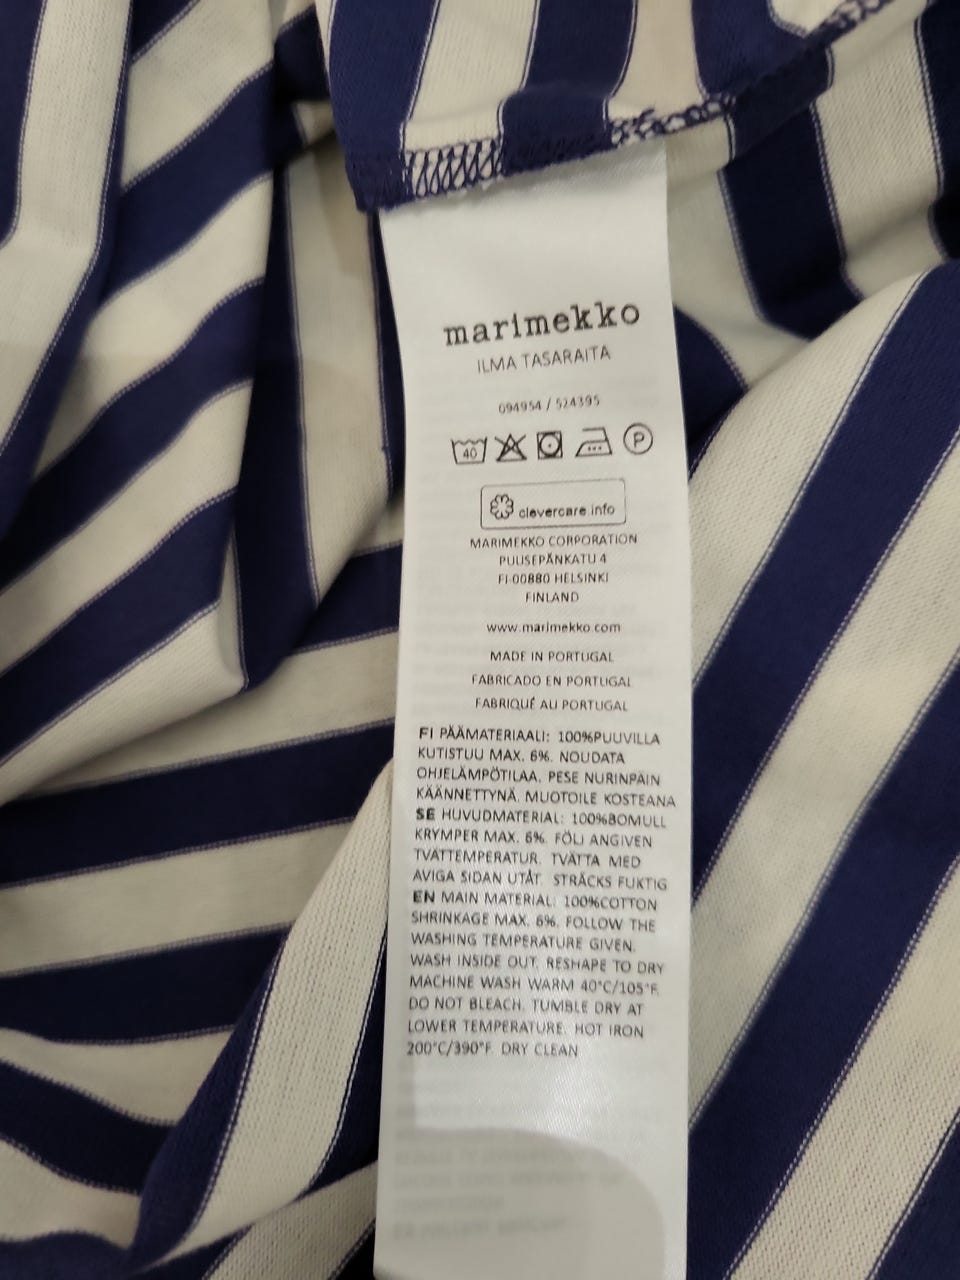 marimekko
ILMA TASARAITA
094954 / 524395
40 P
clevercare.info
MARIMEKKO CORPORATION
PUUSEPÄNKATU 4
FI-00880 HELSINKI
FINLAND
www.marimekko.com
MADE IN PORTUGAL
FABRICADO EN PORTUGAL
FABRIQUÉ AU PORTUGAL
FI PÄÄMATERIAALI: 100%PUUVILLA
KUTISTUU MAX. 6%. NOUDATA
OHJELÄMPÖTILAA. PESE NURINPÄIN
KÄÄNNETTYNÄ. MUOTOILE KOSTEANA
SE HUVUDMATERIAL: 100%BOMULL
KRYMPER MAX. 6%. FÖLJ ANGIVEN
TVÄTTEMPERATUR. TVÄTTA MED
AVIGA SIDAN UTÅT. STRÄCKS FUKTIG
EN MAIN MATERIAL: 100%COTTON
SHRINKAGE MAX. 6%. FOLLOW THE
WASHING TEMPERATURE GIVEN.
WASH INSIDE OUT. RESHAPE TO DRY
MACHINE WASH WARM 40°C/105°F.
DO NOT BLEACH. TUMBLE DRY AT
LOWER TEMPERATURE. HOT IRON
200°C/390°F. DRY CLEAN